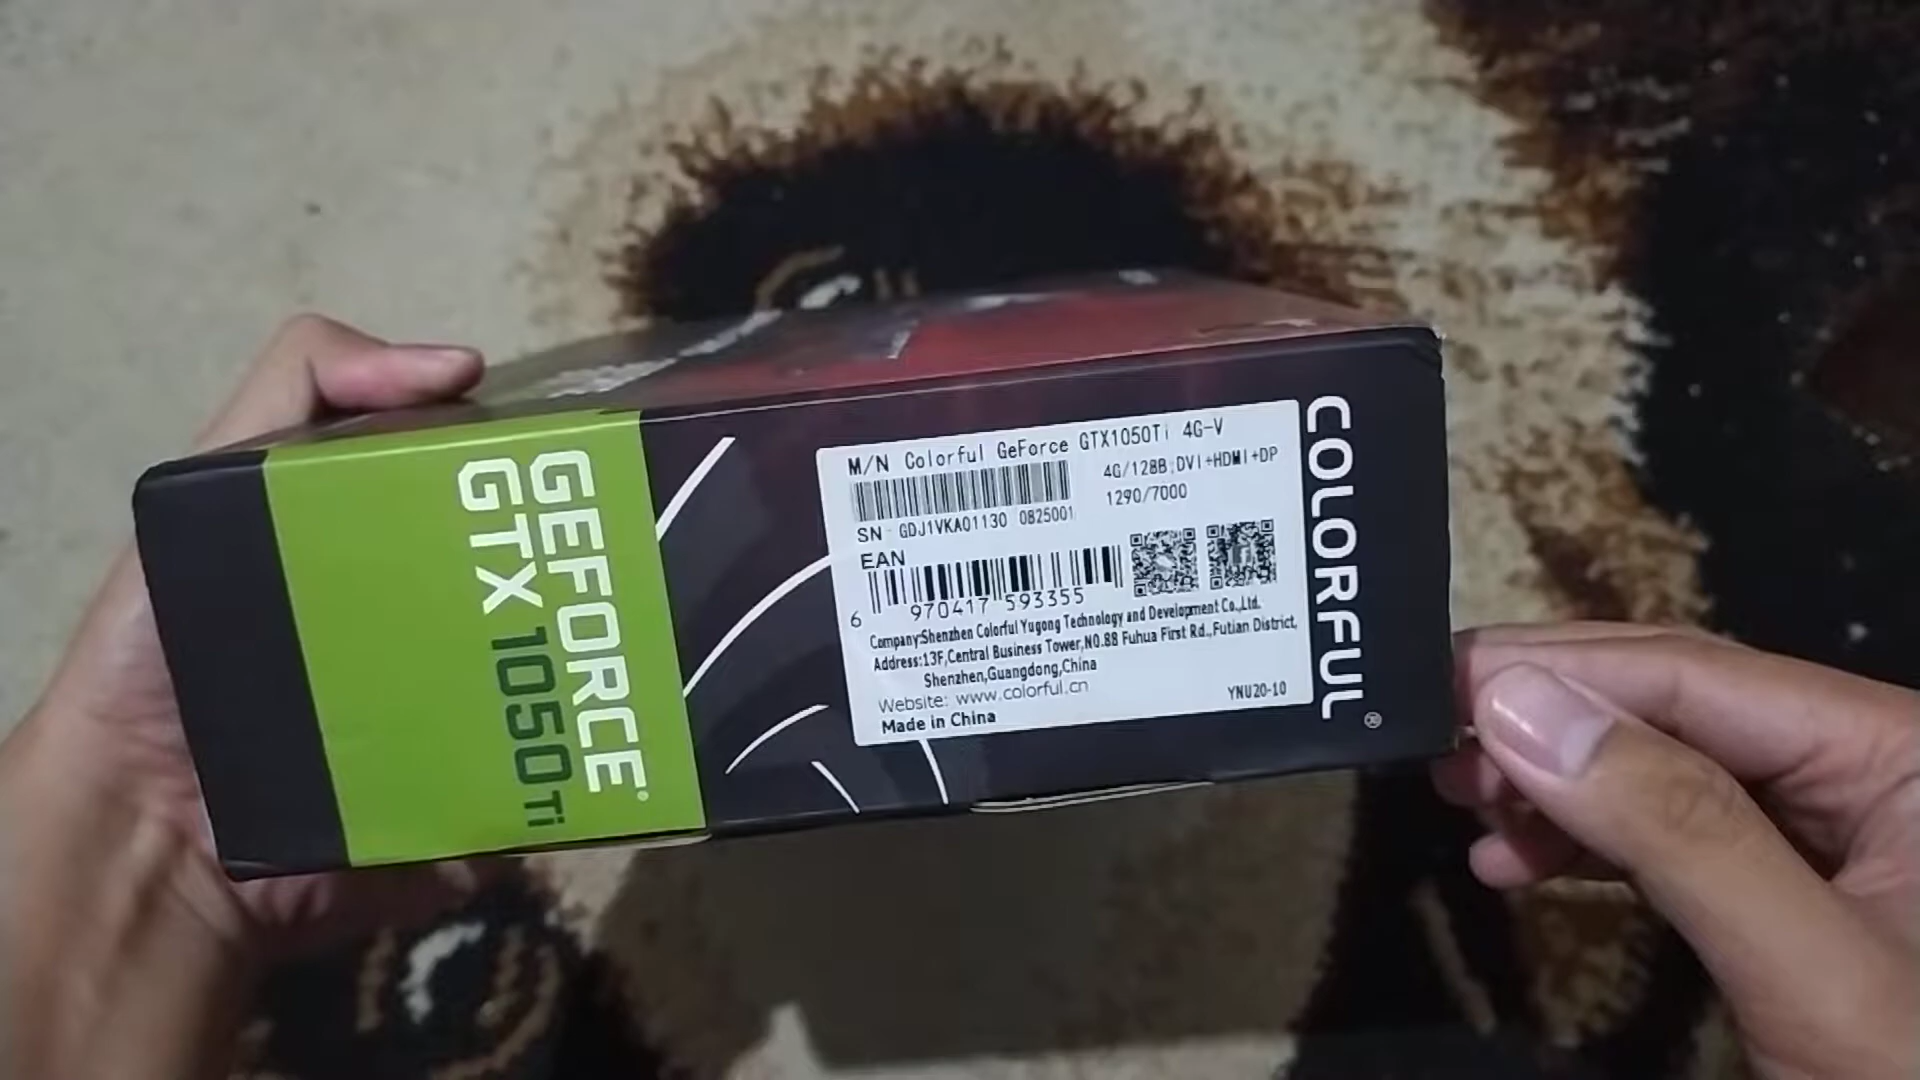 GEFORCE®
GTX 1050Ti
M/N Colorful GeForce GTX1050Ti 4G-V
4G/128B;DVI+HDMI+DP
1290/7000
SN GDJ1VKA01130 0825001
EAN
6 970417 593355
Company:Shenzhen Colorful Yugong Technology and Development Co.,Ltd.
Address:13F,Central Business Tower,NO.88 Fuhua First Rd.,Futian District,
Shenzhen,Guangdong,China
Website: www.colorful.cn
YNU20-10
Made in China
COLORFUL®